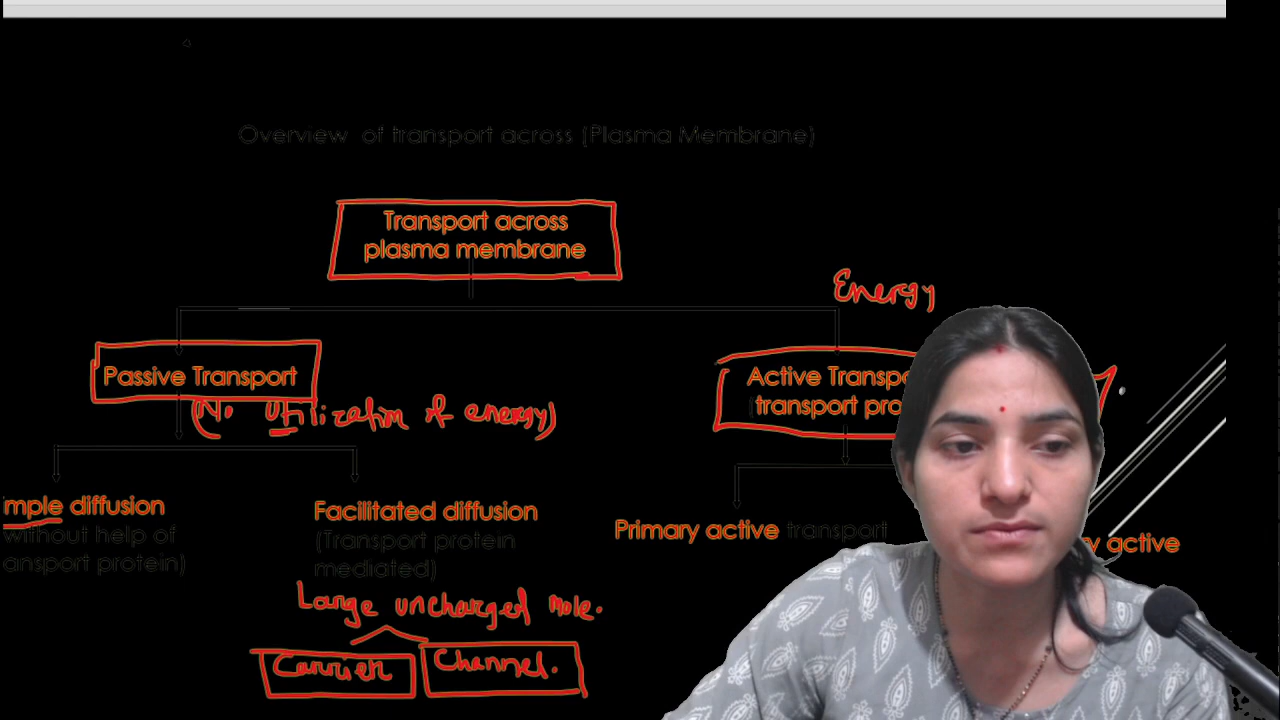 Overview of transport across (Plasma Membrane)
Transport across
plasma membrane
Energy
Passive Transport
(No Utilization of energy)
Active Transpo
transport pro
mple diffusion
without help of
ansport protein)
Facilitated diffusion
(Transport protein
mediated)
Primary active transport
y active
Large uncharged mole.
Carrier
Channel.